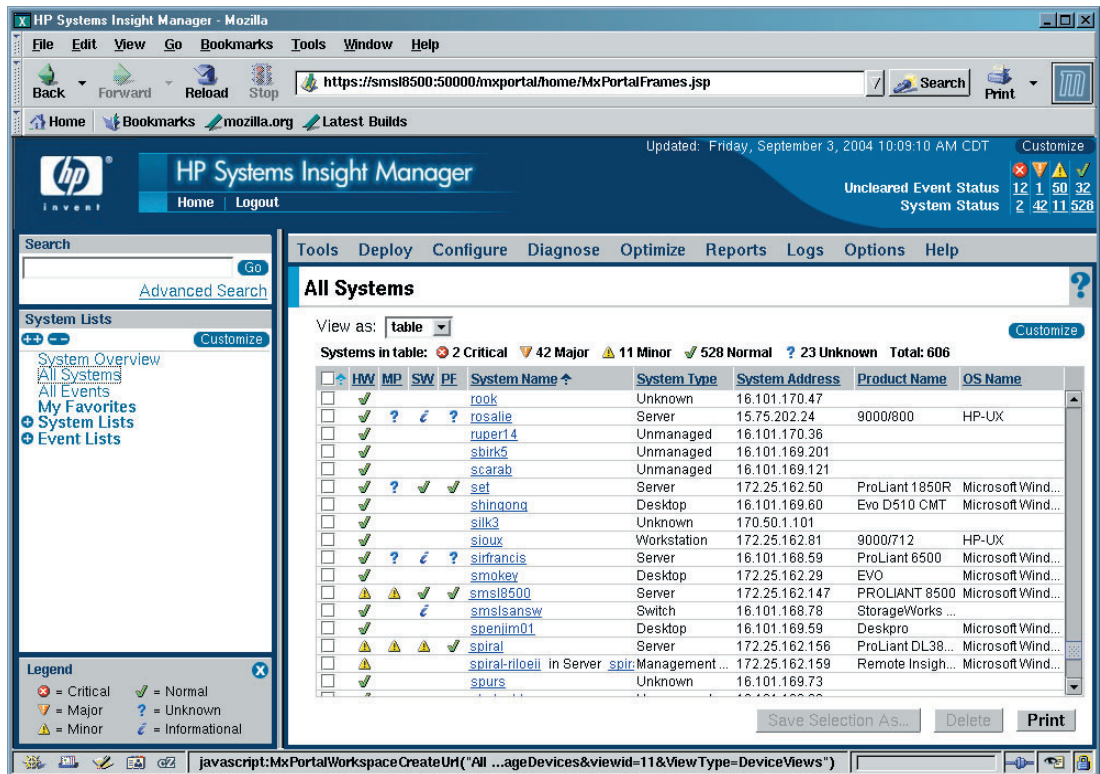 HP Systems Insight Manager - Mozilla
File Edit View Go Bookmarks Tools Window Help
Back Forward Reload Stop https://smsl8500:50000/mxportal/home/MxPortalFrames.jsp Search Print
Home Bookmarks mozilla.org Latest Builds
Updated: Friday, September 3, 2004 10:09:10 AM CDT Customize
hp
invent
HP Systems Insight Manager
Home | Logout
Uncleared Event Status 12 1 50 32
System Status 2 42 11 528
Search
Go
Advanced Search
System Lists
Customize
System Overview
All Systems
All Events
My Favorites
System Lists
Event Lists
Legend
= Critical = Normal
= Major ? = Unknown
= Minor i = Informational
Tools Deploy Configure Diagnose Optimize Reports Logs Options Help
All Systems ?
View as: table Customize
Systems in table: 2 Critical 42 Major 11 Minor 528 Normal ? 23 Unknown Total: 606
HW MP SW PF System Name System Type System Address Product Name OS Name
rook Unknown 16.101.170.47
? i ? rosalie Server 15.75.202.24 9000/800 HP-UX
ruper14 Unmanaged 16.101.170.36
sbirk5 Unmanaged 16.101.169.201
scarab Unmanaged 16.101.169.121
? set Server 172.25.162.50 ProLiant 1850R Microsoft Wind...
shingong Desktop 16.101.169.60 Evo D510 CMT Microsoft Wind...
silk3 Unknown 170.50.1.101
sioux Workstation 172.25.162.81 9000/712 HP-UX
? i ? sirfrancis Server 16.101.168.59 ProLiant 6500 Microsoft Wind...
smokey Desktop 172.25.162.29 EVO Microsoft Wind...
smsl8500 Server 172.25.162.147 PROLIANT 8500 Microsoft Wind...
i smslsansw Switch 16.101.168.78 StorageWorks ...
spenjim01 Desktop 16.101.169.59 Deskpro Microsoft Wind...
spiral Server 172.25.162.156 ProLiant DL38... Microsoft Wind...
spiral-riloeii in Server spir Management ... 172.25.162.159 Remote Insigh... Microsoft Wind...
spurs Unknown 16.101.169.73
Save Selection As... Delete Print
javascript:MxPortalWorkspaceCreateUrl("All ...ageDevices&viewid=11&ViewType=DeviceViews")